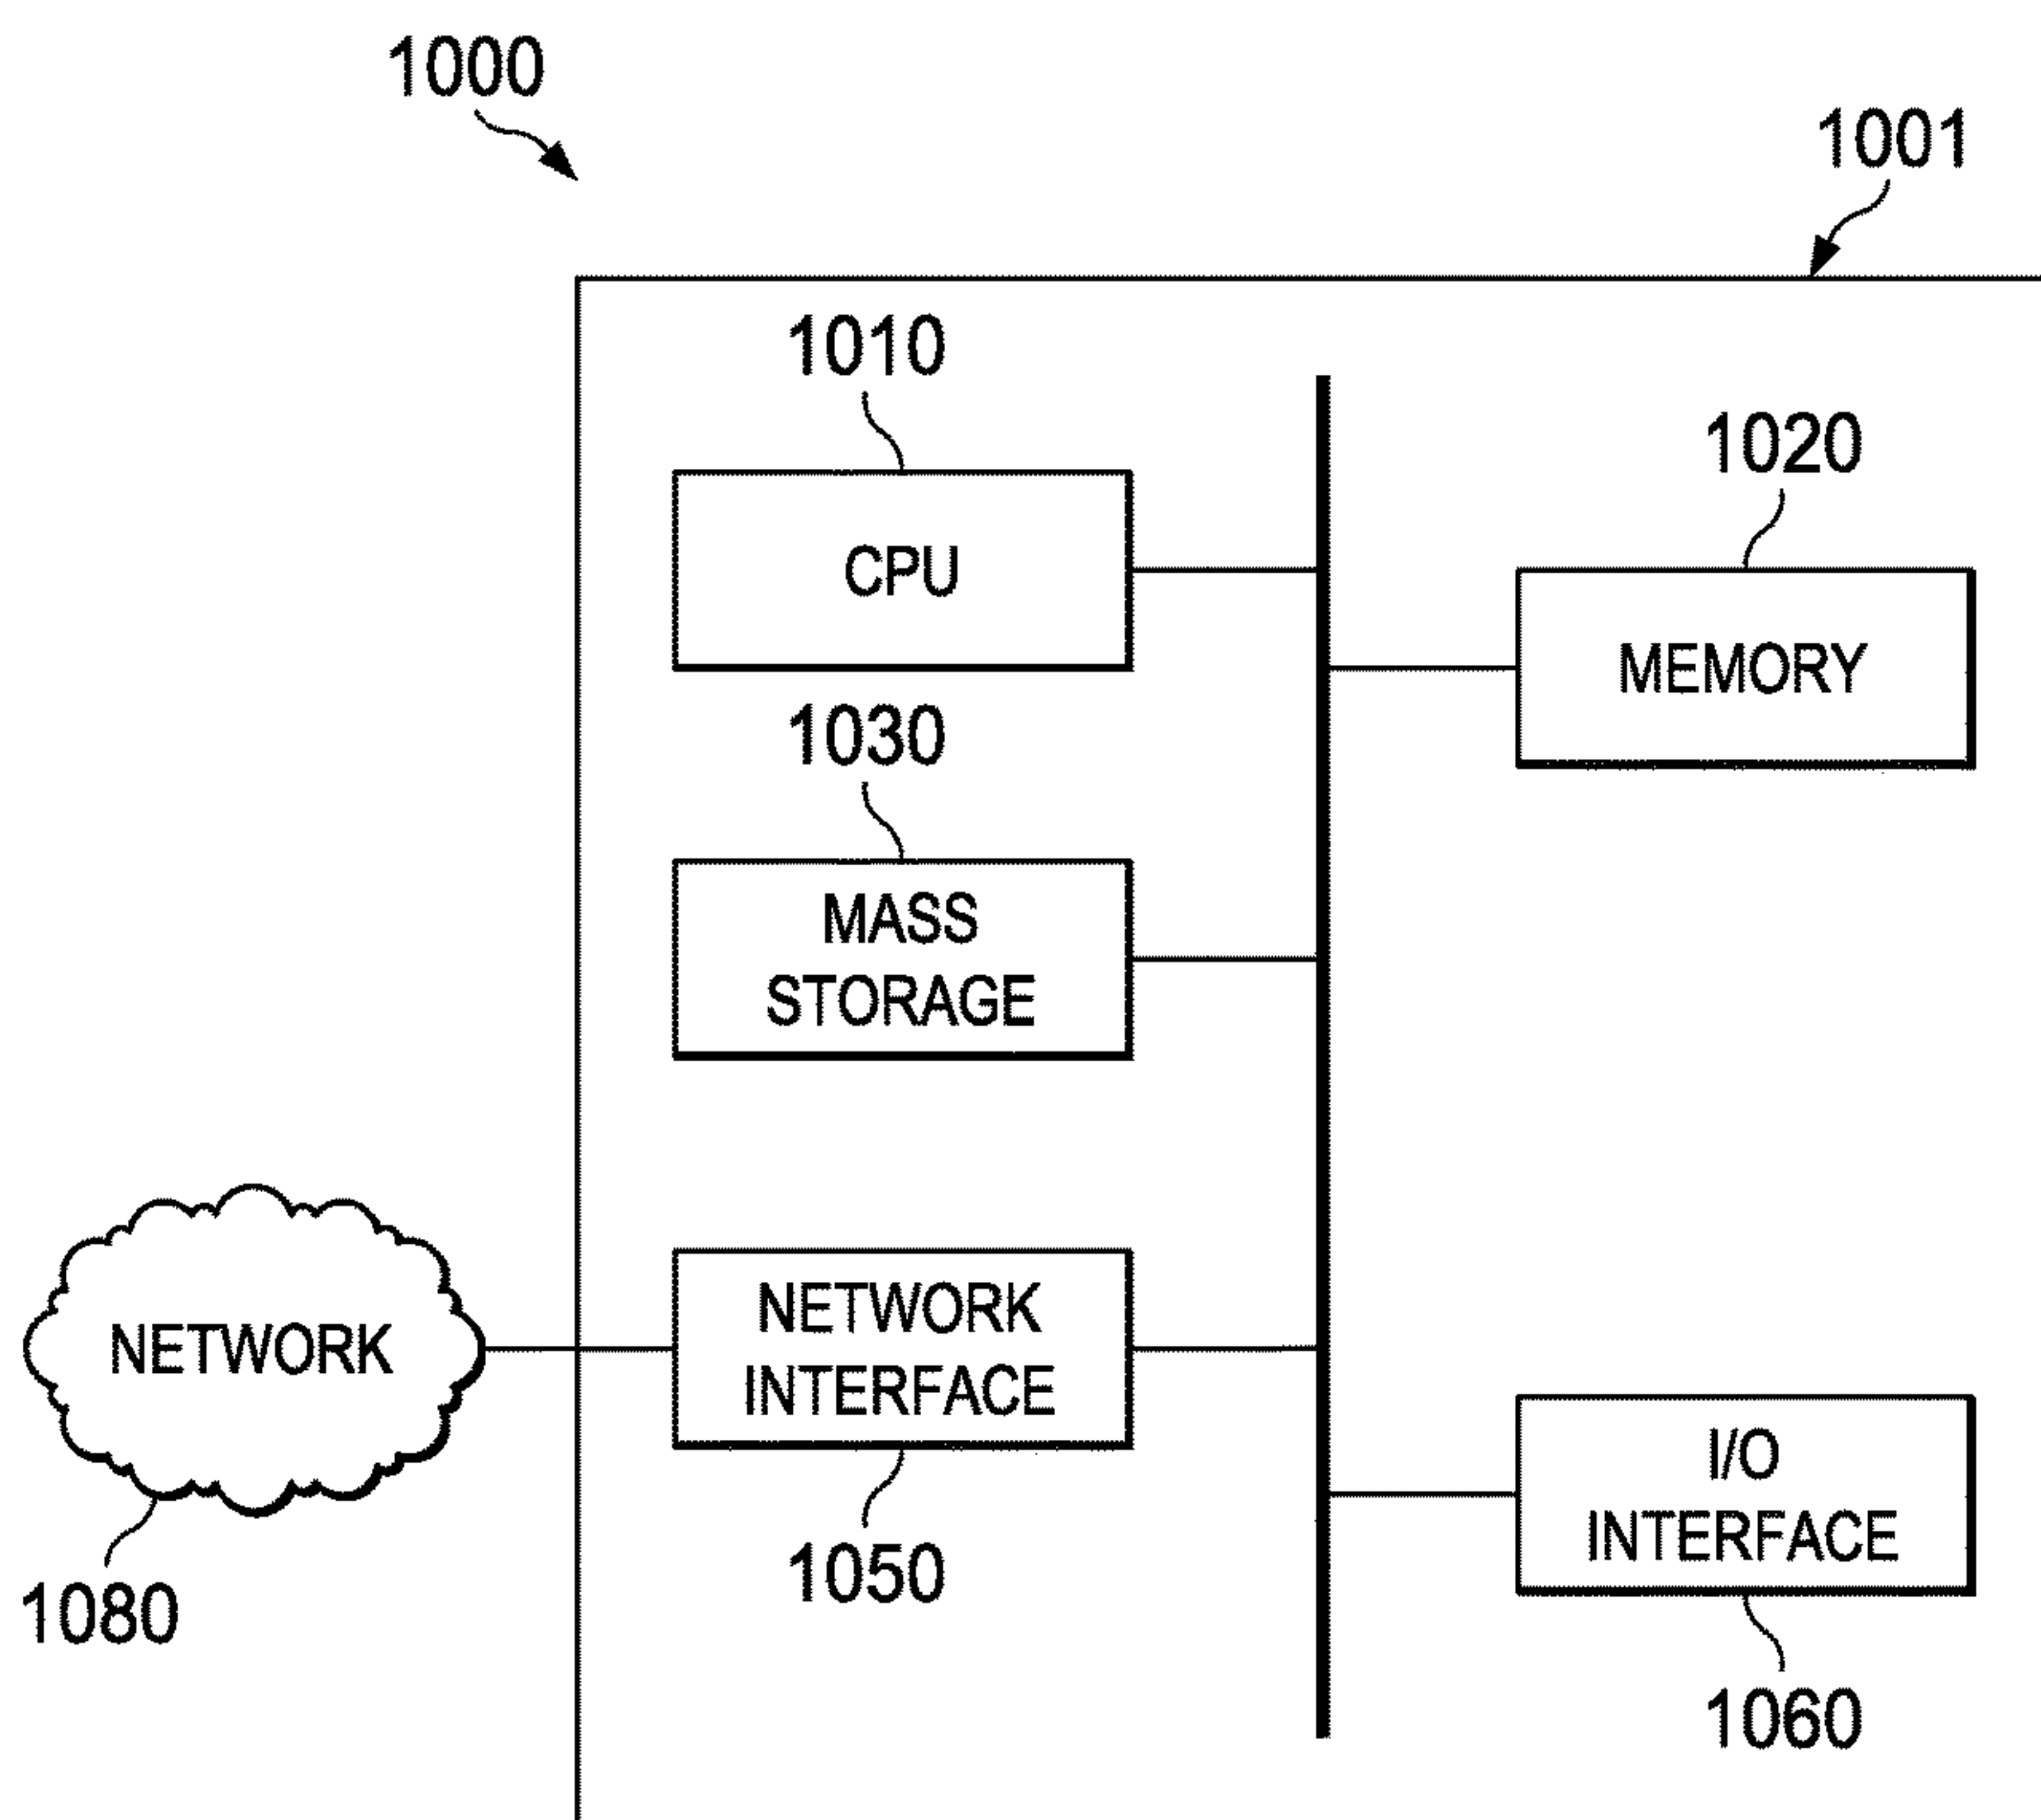 1000
1001
1010
CPU
1020
MEMORY
1030
MASS
STORAGE
NETWORK
NETWORK
INTERFACE
1050
I/O
INTERFACE
1060
1080